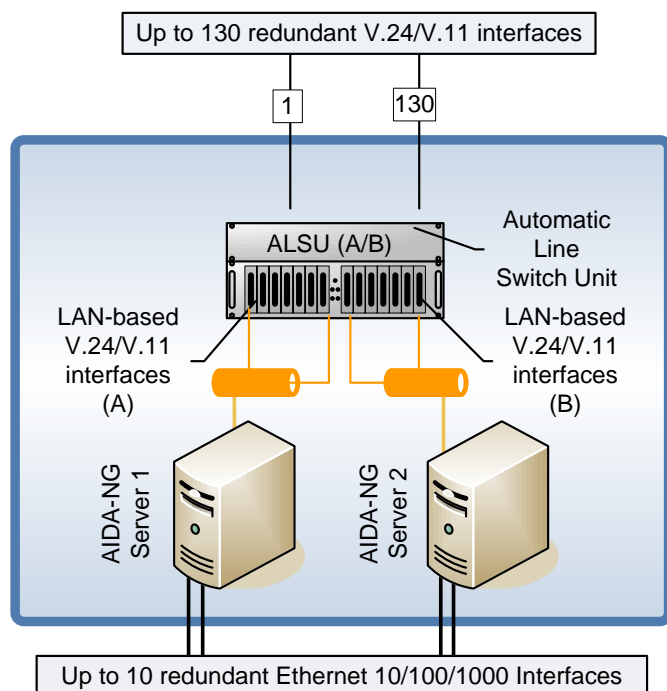 Up to 130 redundant V.24/V.11 interfaces
1
130
ALSU (A/B)
Automatic
Line
Switch Unit
LAN-based
V.24/V.11
interfaces
(A)
LAN-based
V.24/V.11
interfaces
(B)
AIDA-NG
Server 1
AIDA-NG
Server 2
Up to 10 redundant Ethernet 10/100/1000 Interfaces